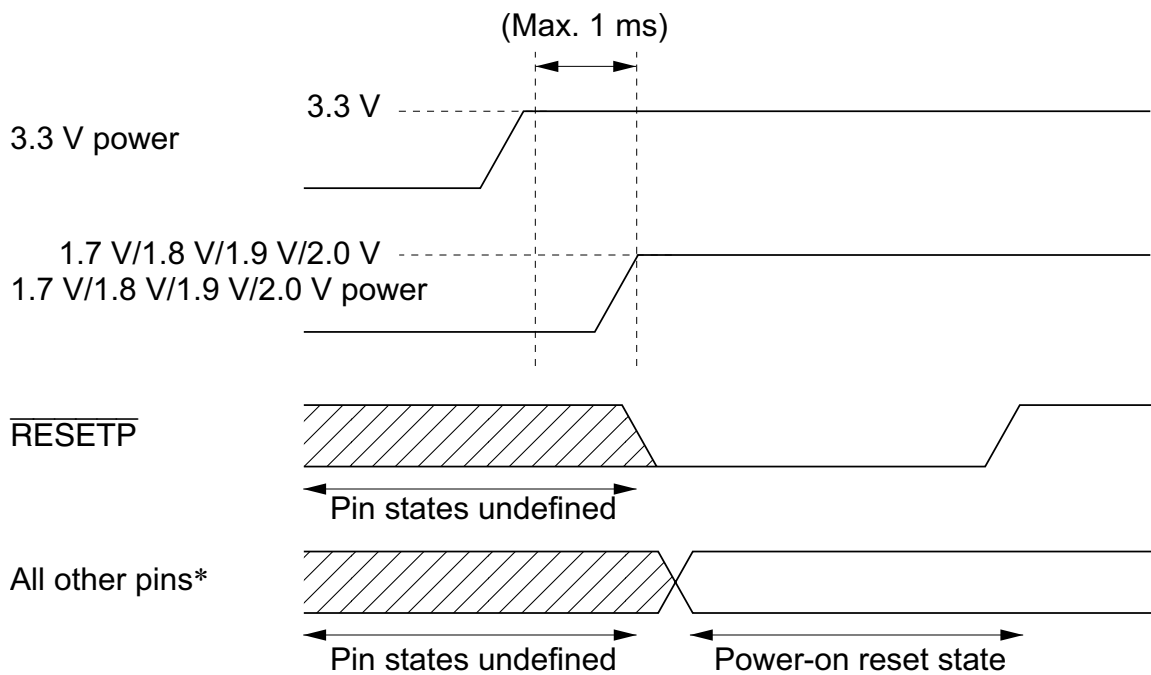 (Max. 1 ms)
3.3 V
3.3 V power
1.7 V/1.8 V/1.9 V/2.0 V
1.7 V/1.8 V/1.9 V/2.0 V power
RESETP
Pin states undefined
All other pins*
Pin states undefined
Power-on reset state